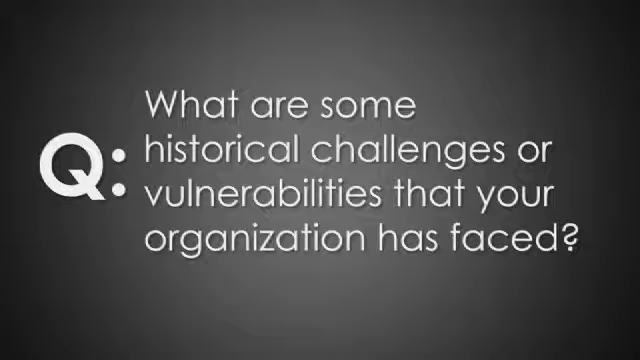 Q: What are some
historical challenges or
vulnerabilities that your
organization has faced?